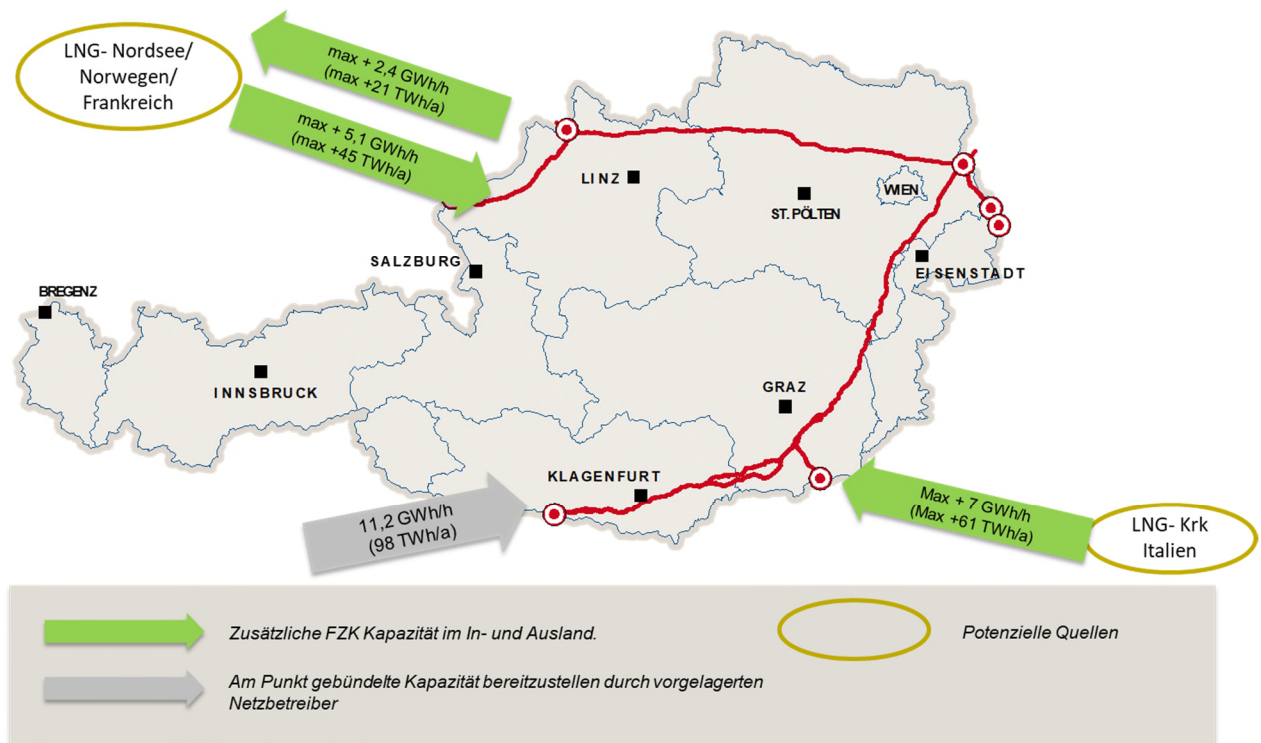 LNG- Nordsee/
Norwegen/
Frankreich
max + 2,4 GWh/h
(max +21 TWh/a)
max + 5,1 GWh/h
(max +45 TWh/a)
LINZ
WIEN
ST. PÖLTEN
SALZBURG
EISENSTADT
BREGENZ
INNSBRUCK
GRAZ
KLAGENFURT
11,2 GWh/h
(98 TWh/a)
Max + 7 GWh/h
(Max +61 TWh/a)
LNG- Krk
Italien
Zusätzliche FZK Kapazität im In- und Ausland.
Potenzielle Quellen
Am Punkt gebündelte Kapazität bereitzustellen durch vorgelagerten
Netzbetreiber